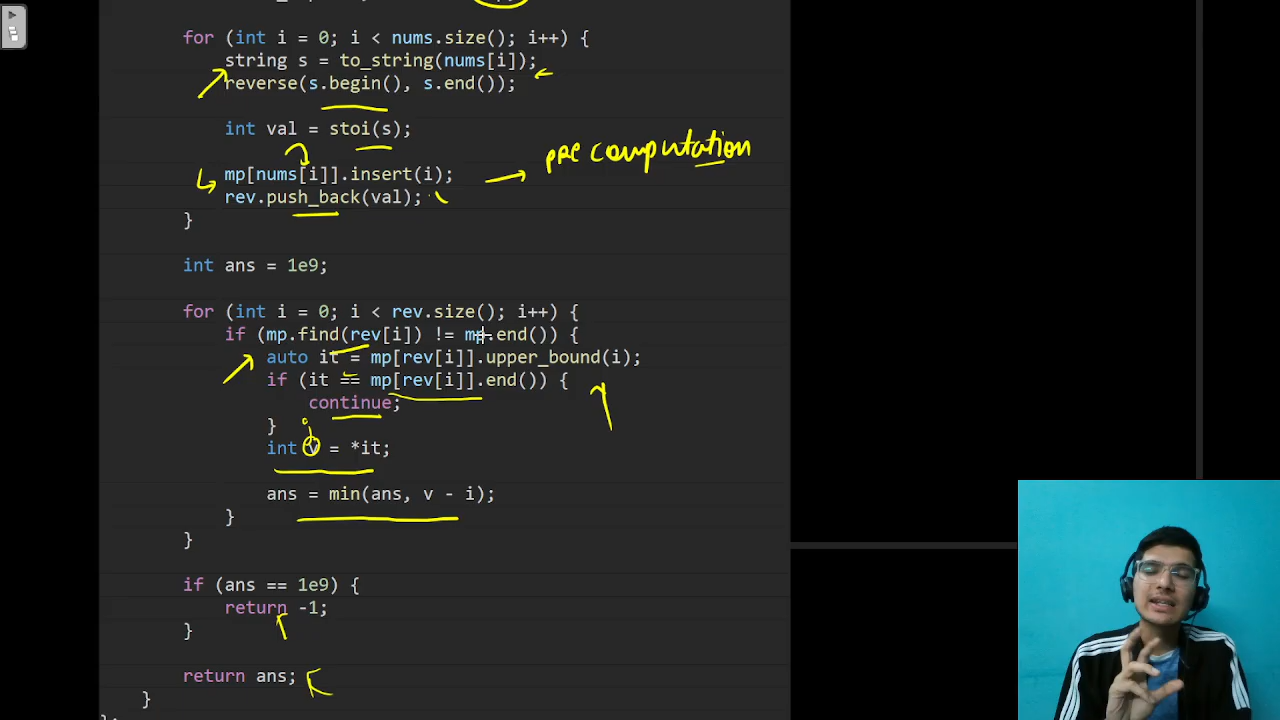 for (int i = 0; i < nums.size(); i++) {
string s = to_string(nums[i]);
reverse(s.begin(), s.end());
int val = stoi(s);
pre computation
mp[nums[i]].insert(i);
rev.push_back(val);
}
int ans = 1e9;
for (int i = 0; i < rev.size(); i++) {
if (mp.find(rev[i]) != mp.end()) {
auto it = mp[rev[i]].upper_bound(i);
if (it == mp[rev[i]].end()) {
continue;
}
j
int v = *it;
ans = min(ans, v - i);
}
}
if (ans == 1e9) {
return -1;
}
return ans;
}